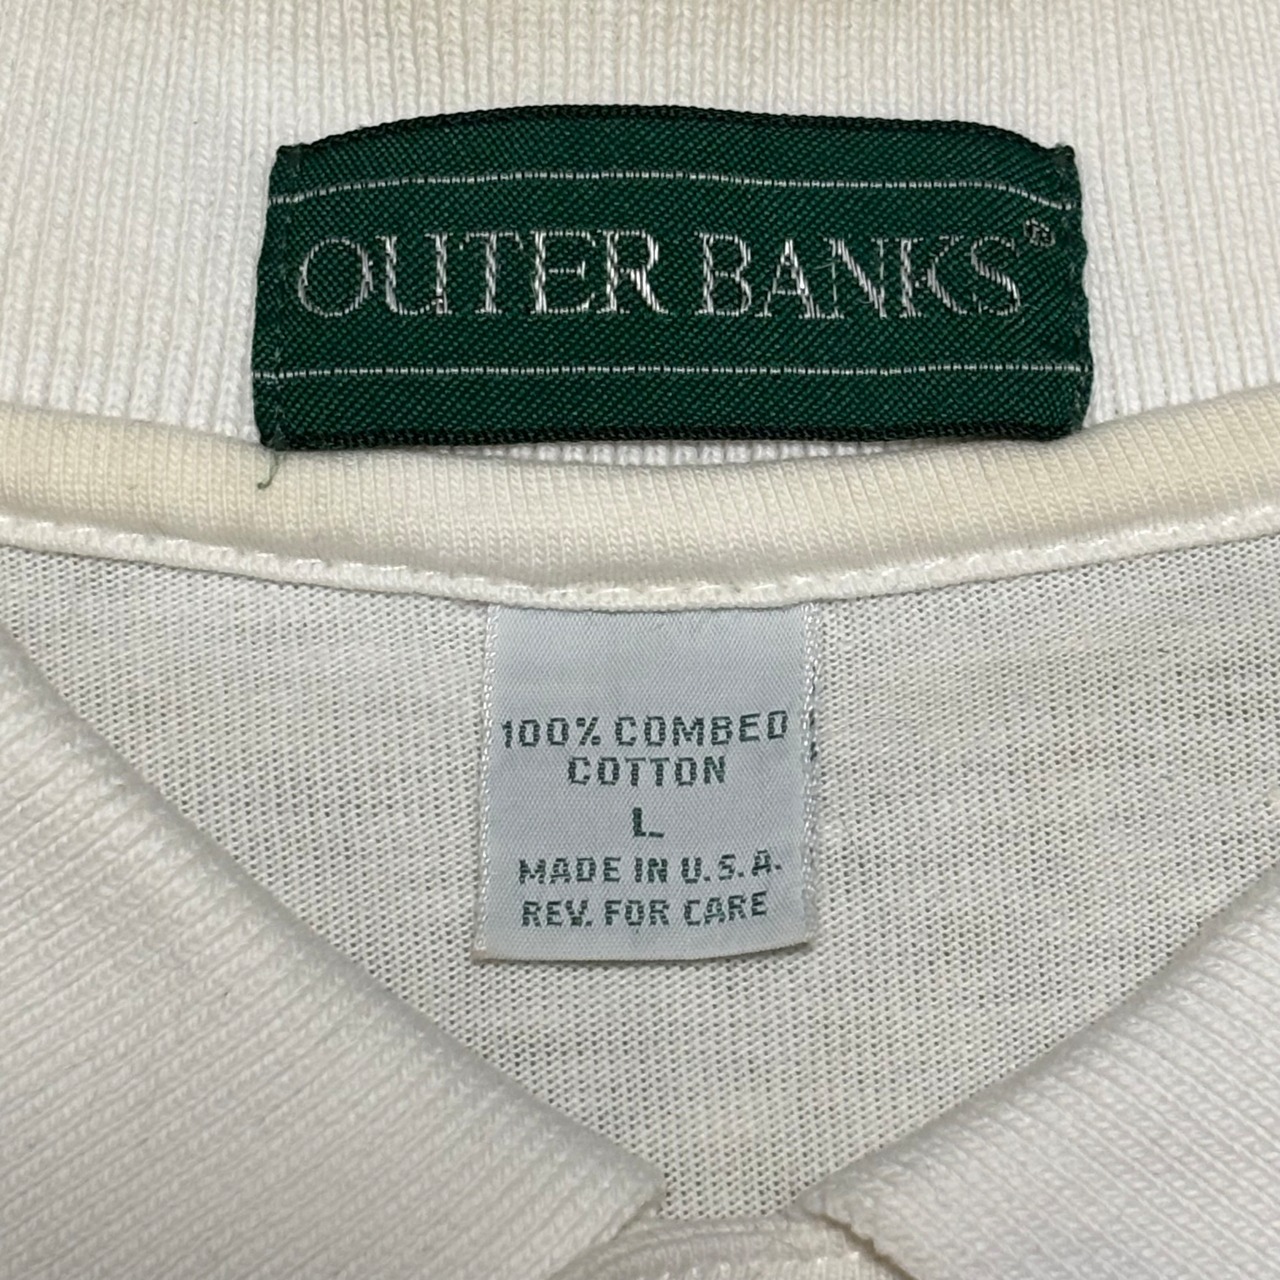 OUTER BANKS®
100% COMBED
COTTON
L
MADE IN U.S.A.
REV. FOR CARE